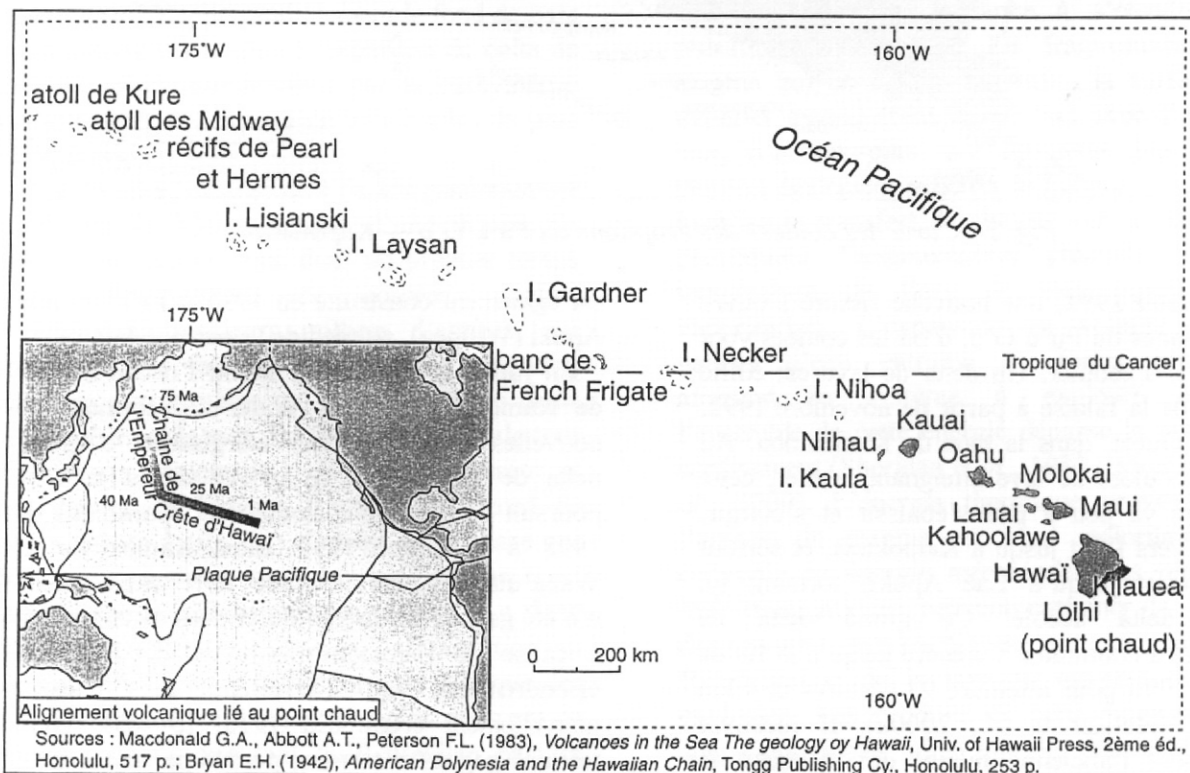 175°W
160°W
atoll de Kure
atoll des Midway
récifs de Pearl
et Hermes
Océan Pacifique
I. Lisianski
I. Laysan
I. Gardner
banc de
French Frigate
I. Necker
Tropique du Cancer
I. Nihoa
Kauai
Niihau
Oahu
I. Kaula
Molokai
Lanai
Maui
Kahoolawe
Hawaï
Kilauea
Loihi
(point chaud)
0 200 km
160°W
175°W
75 Ma
Chaîne de
l'Empereur
40 Ma
25 Ma
1 Ma
Crête d'Hawaï
Plaque Pacifique
Alignement volcanique lié au point chaud
Sources : Macdonald G.A., Abbott A.T., Peterson F.L. (1983), Volcanoes in the Sea The geology oy Hawaii, Univ. of Hawaii Press, 2ème éd.,
Honolulu, 517 p. ; Bryan E.H. (1942), American Polynesia and the Hawaiian Chain, Tongg Publishing Cy., Honolulu, 253 p.